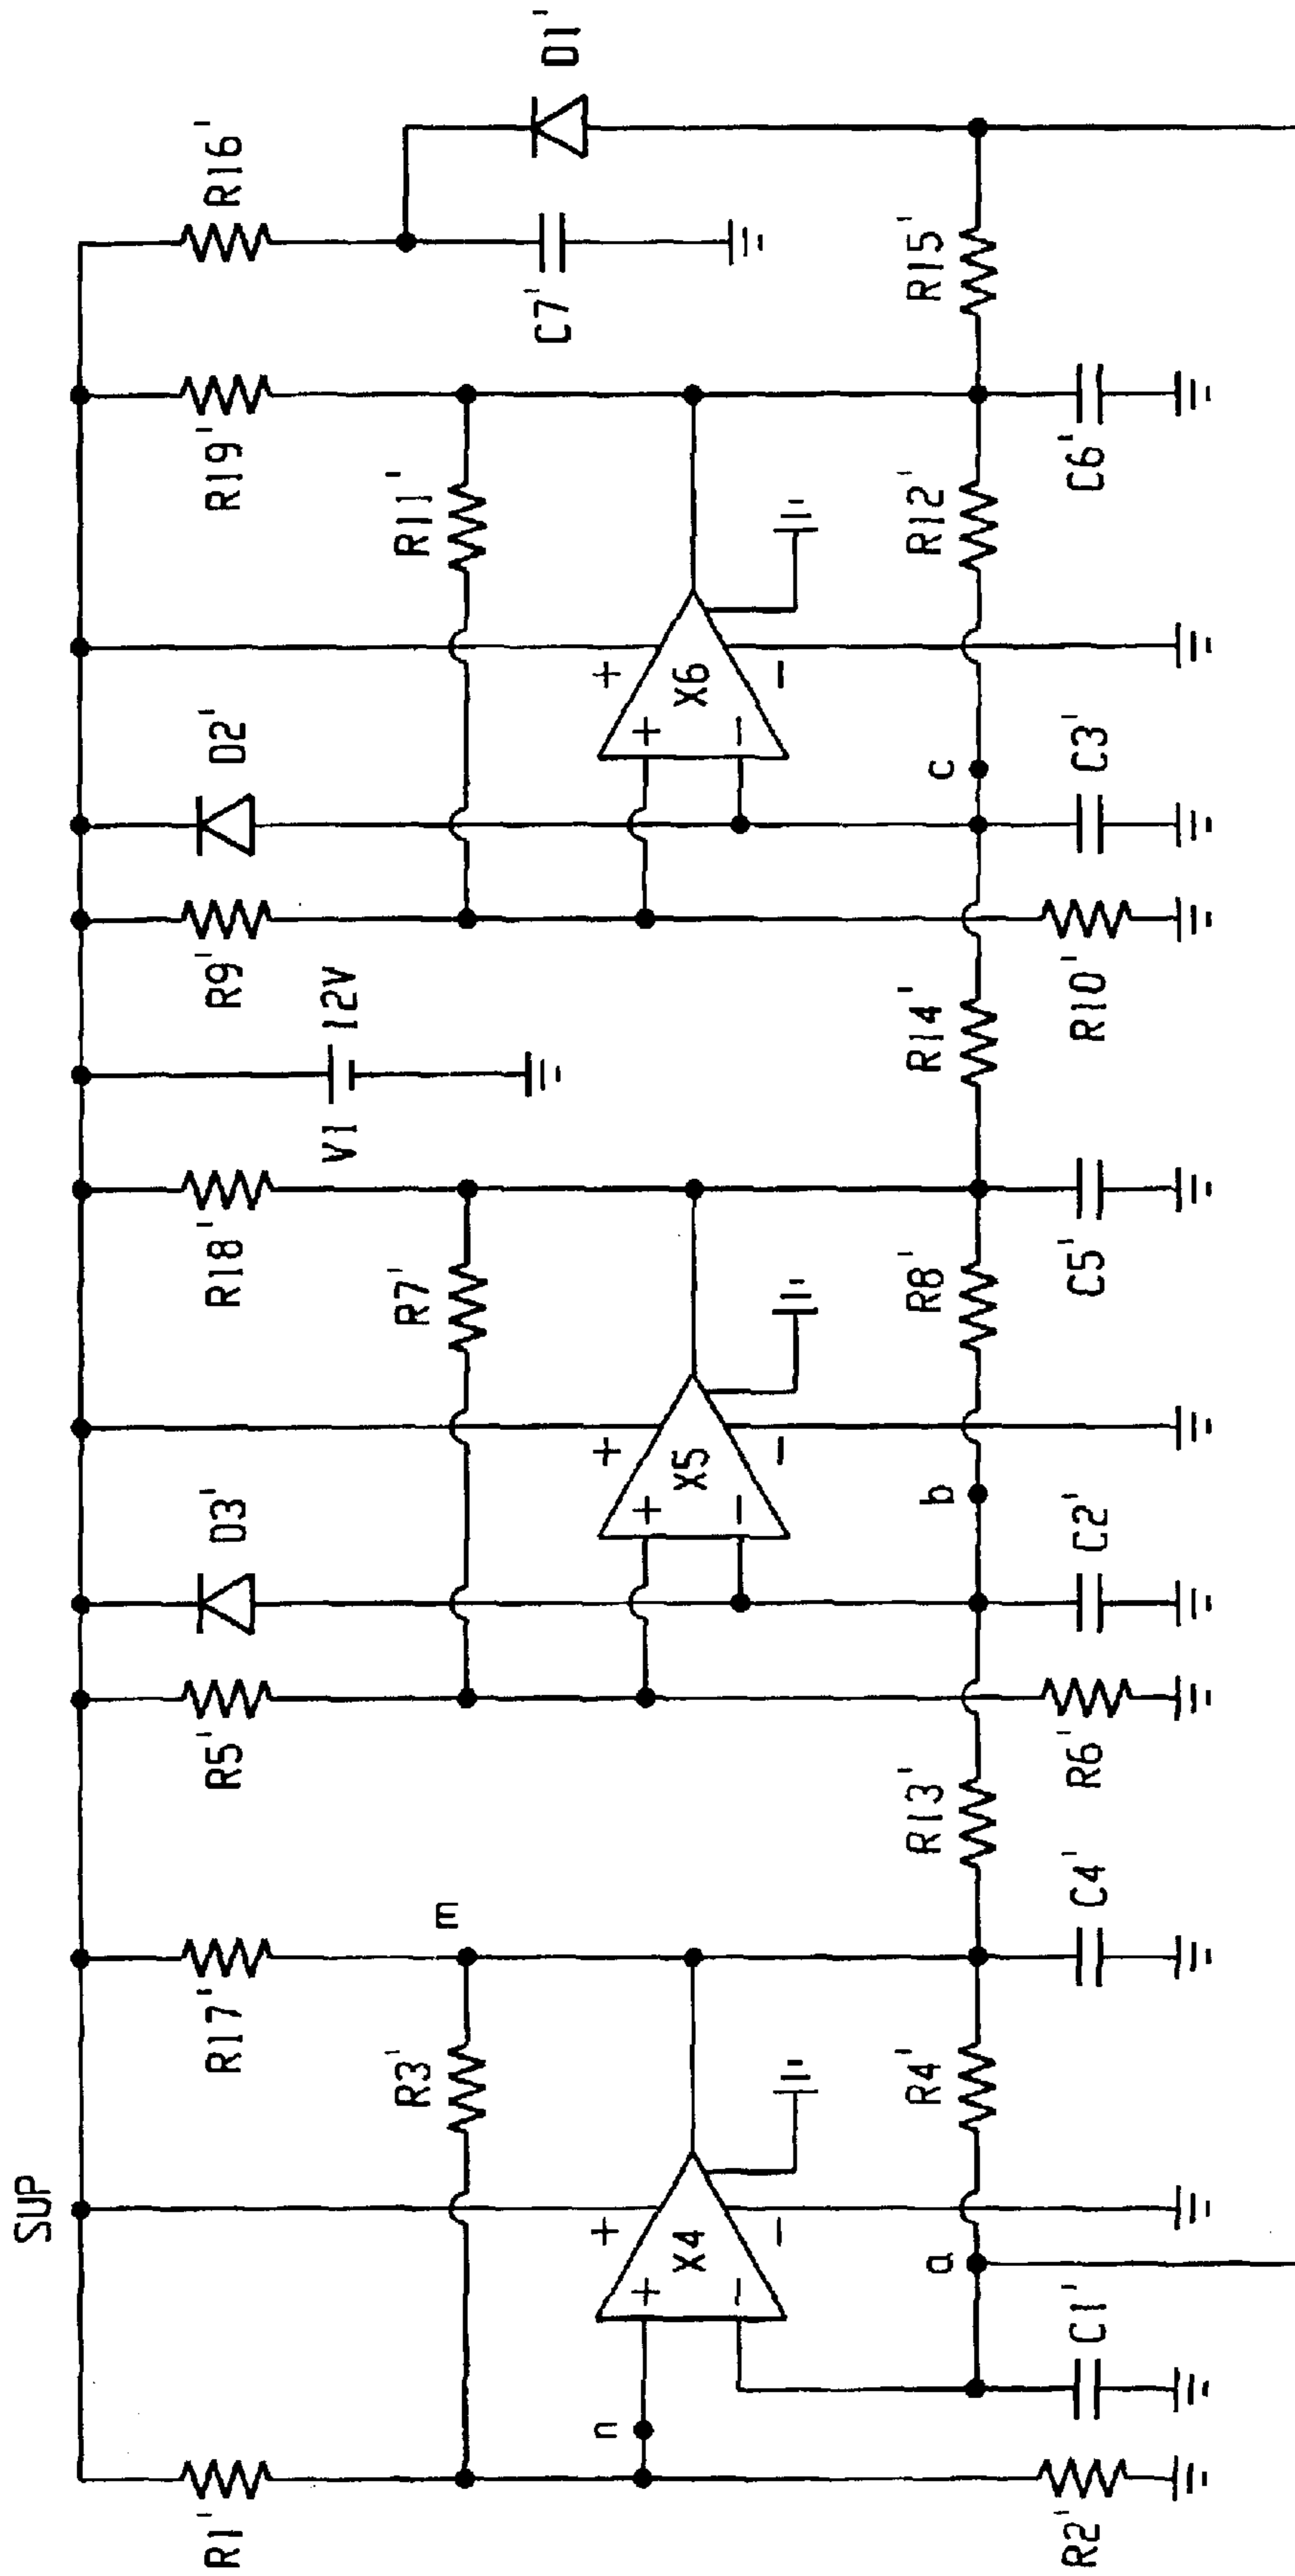 SUP
R1'
R17'
R5'
D3'
R18'
V1 12V
R9'
D2'
R19'
R16'
D1'
C7'
R3'
m
R7'
R11'
n
+
-
X4
+
-
+
-
X5
+
-
+
-
X6
+
-
a
R4'
R13'
b
R8'
R14'
c
R12'
R15'
R2'
C1'
C4'
R6'
C2'
C5'
R10'
C3'
C6'